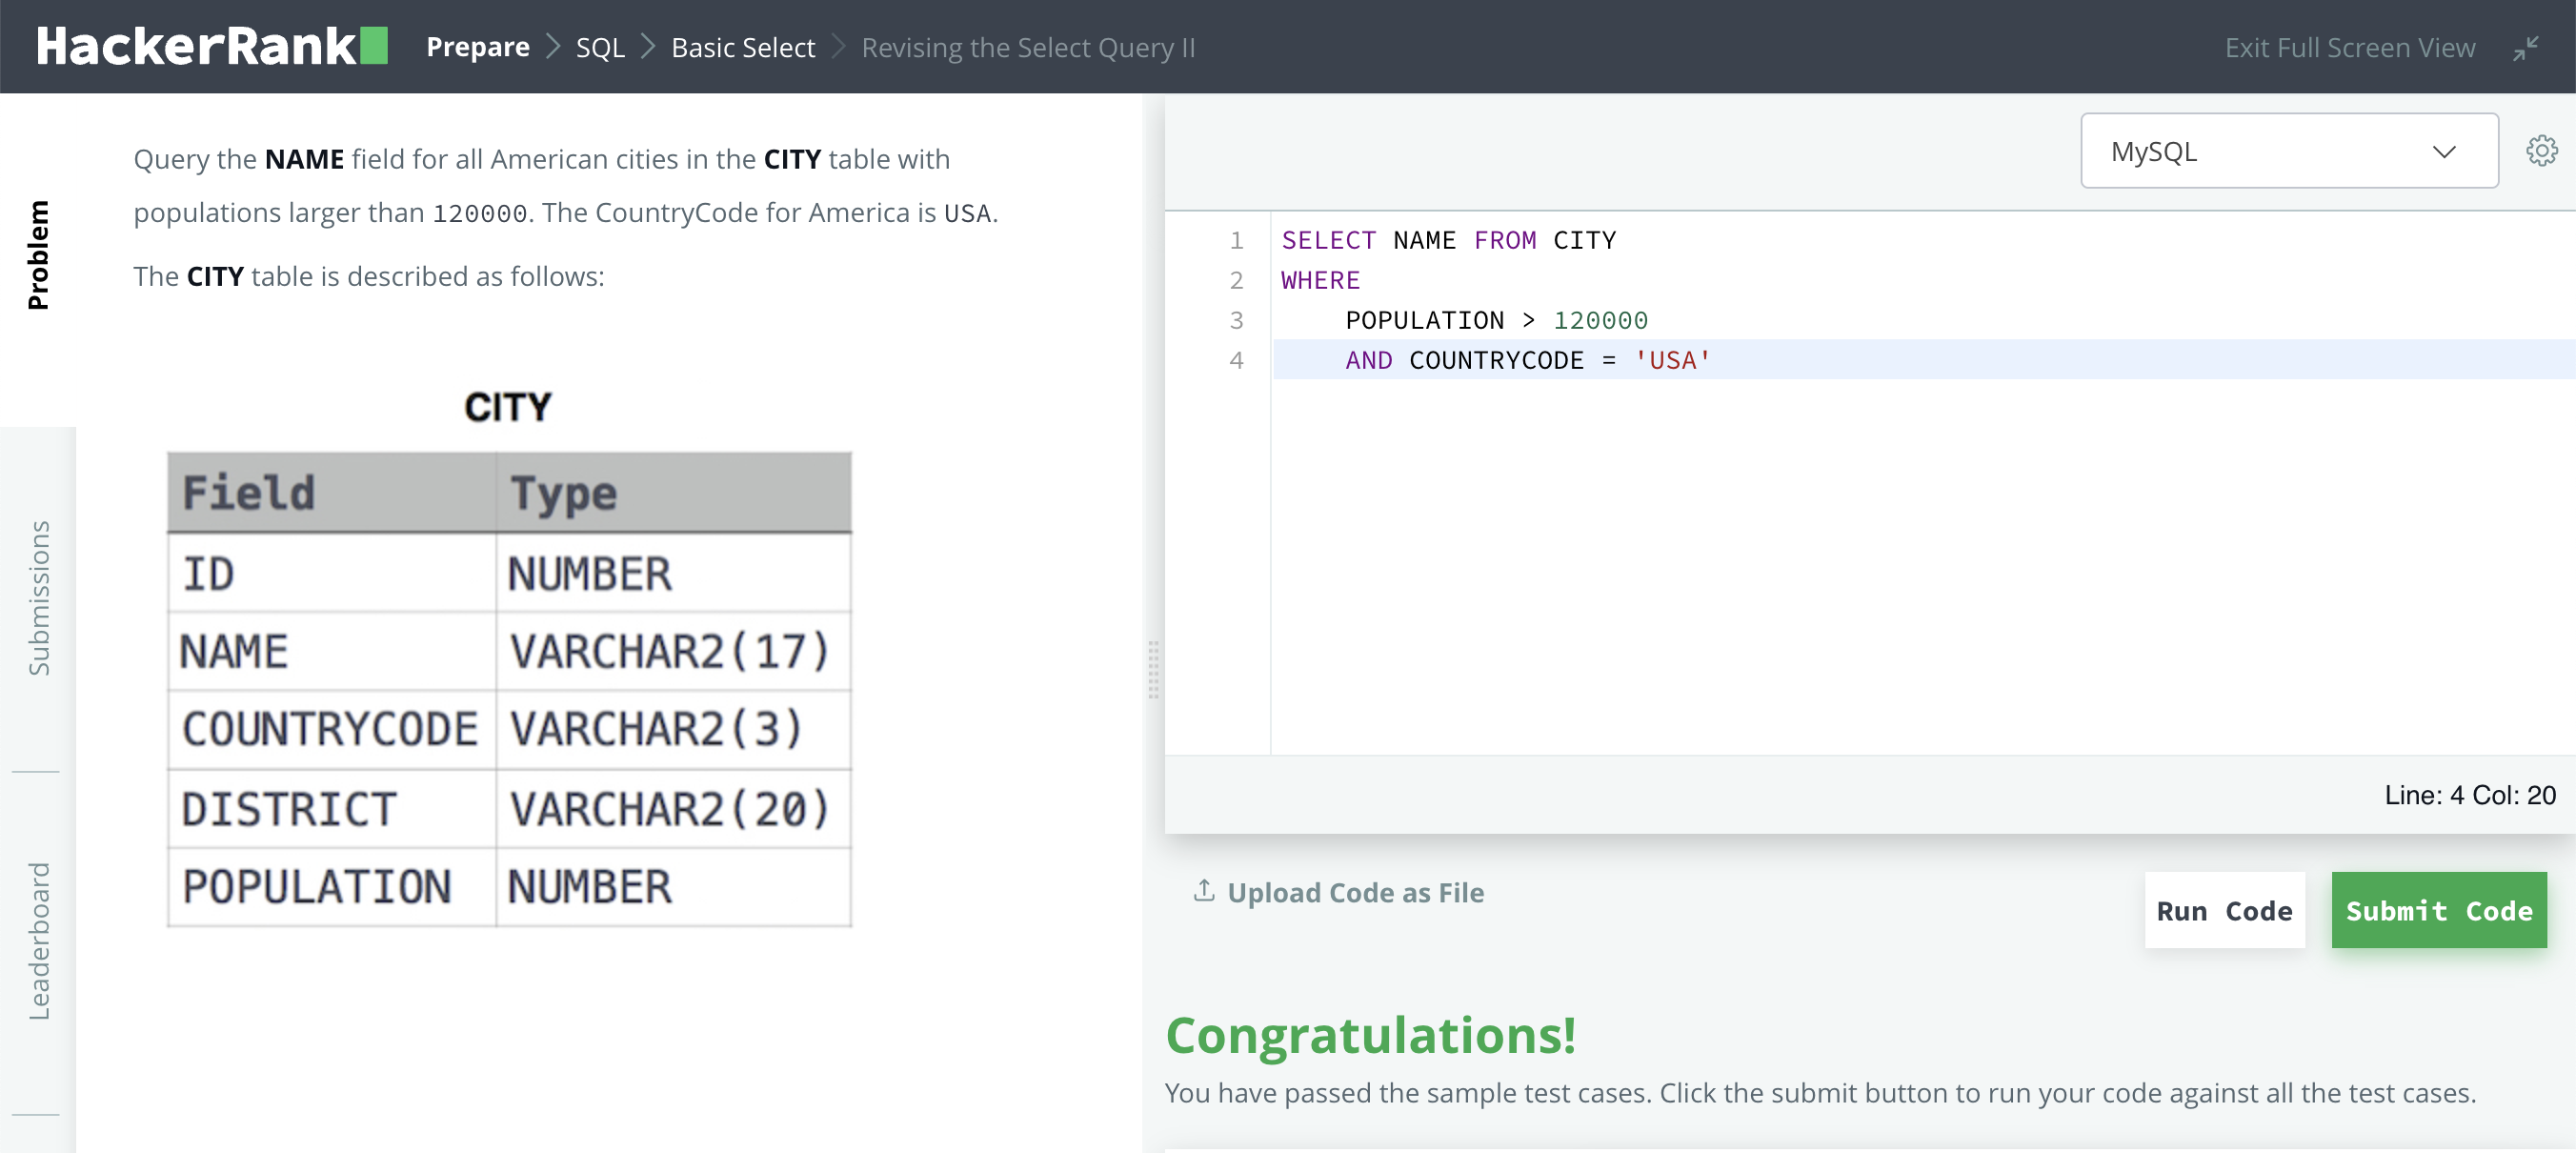 HackerRank Prepare > SQL > Basic Select > Revising the Select Query II Exit Full Screen View
Problem
Submissions
Leaderboard
Query the NAME field for all American cities in the CITY table with
populations larger than 120000. The CountryCode for America is USA.
The CITY table is described as follows:
CITY
Field Type
ID NUMBER
NAME VARCHAR2(17)
COUNTRYCODE VARCHAR2(3)
DISTRICT VARCHAR2(20)
POPULATION NUMBER
MySQL
1 SELECT NAME FROM CITY
2 WHERE
3 POPULATION > 120000
4 AND COUNTRYCODE = 'USA'
Line: 4 Col: 20
Upload Code as File
Run Code
Submit Code
Congratulations!
You have passed the sample test cases. Click the submit button to run your code against all the test cases.